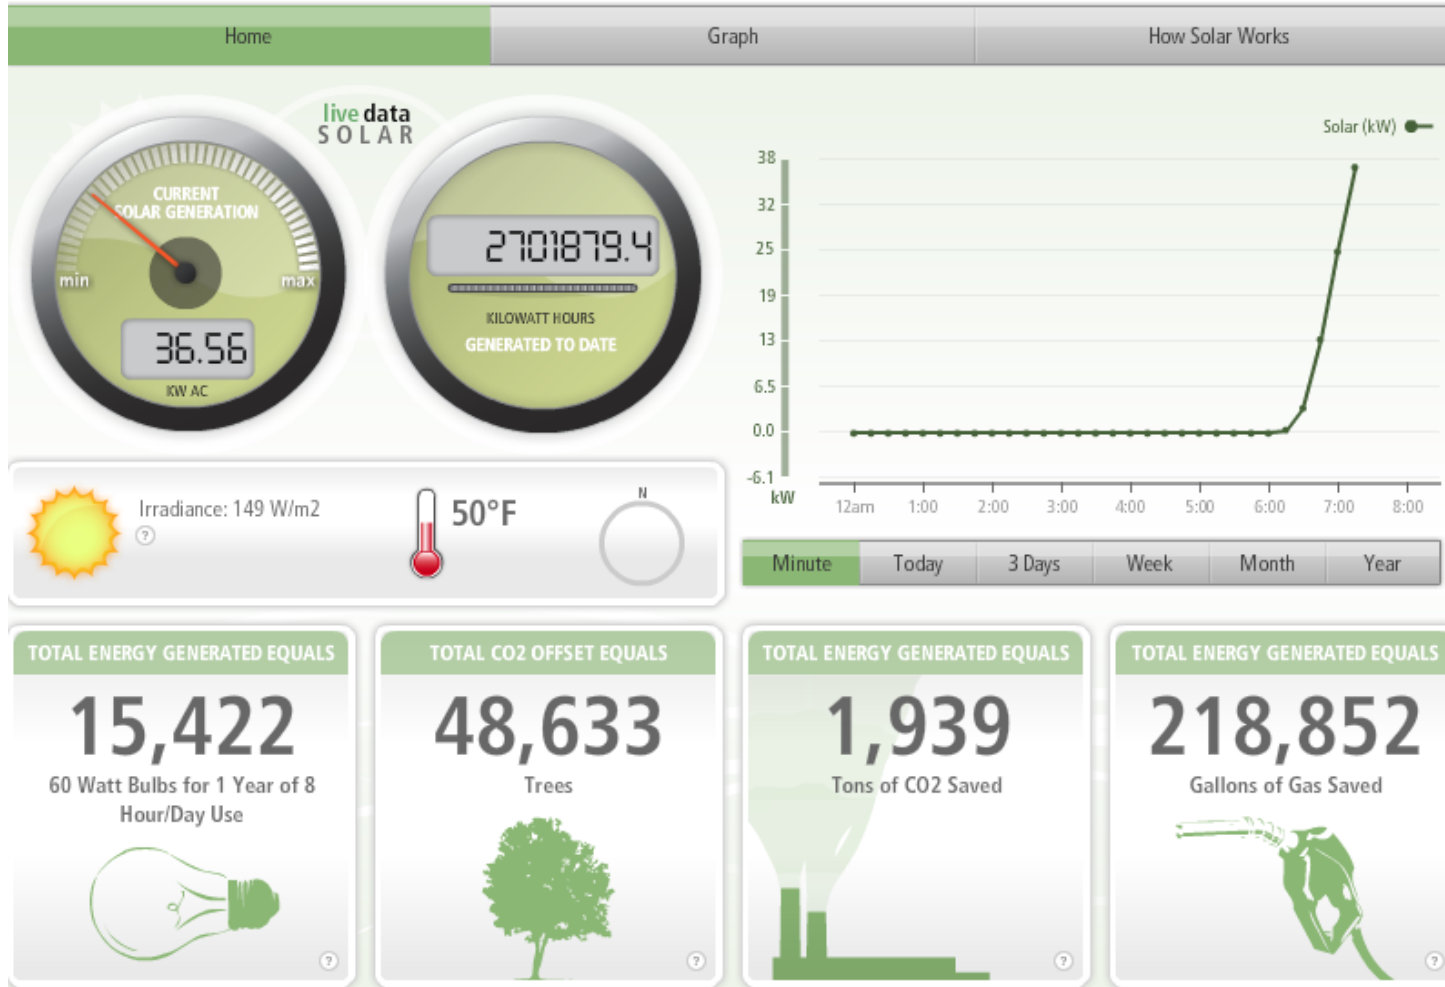 Home
Graph
How Solar Works
live data
SOLAR
CURRENT
SOLAR GENERATION
min
max
36.56
KW AC
2701879.4
KILOWATT HOURS
GENERATED TO DATE
Solar (kW)
38
32
25
19
13
6.5
0.0
-6.1
kW
12am 1:00 2:00 3:00 4:00 5:00 6:00 7:00 8:00
Irradiance: 149 W/m2
?
50°F
N
Minute
Today
3 Days
Week
Month
Year
TOTAL ENERGY GENERATED EQUALS
15,422
60 Watt Bulbs for 1 Year of 8
Hour/Day Use
?
TOTAL CO2 OFFSET EQUALS
48,633
Trees
?
TOTAL ENERGY GENERATED EQUALS
1,939
Tons of CO2 Saved
?
TOTAL ENERGY GENERATED EQUALS
218,852
Gallons of Gas Saved
?